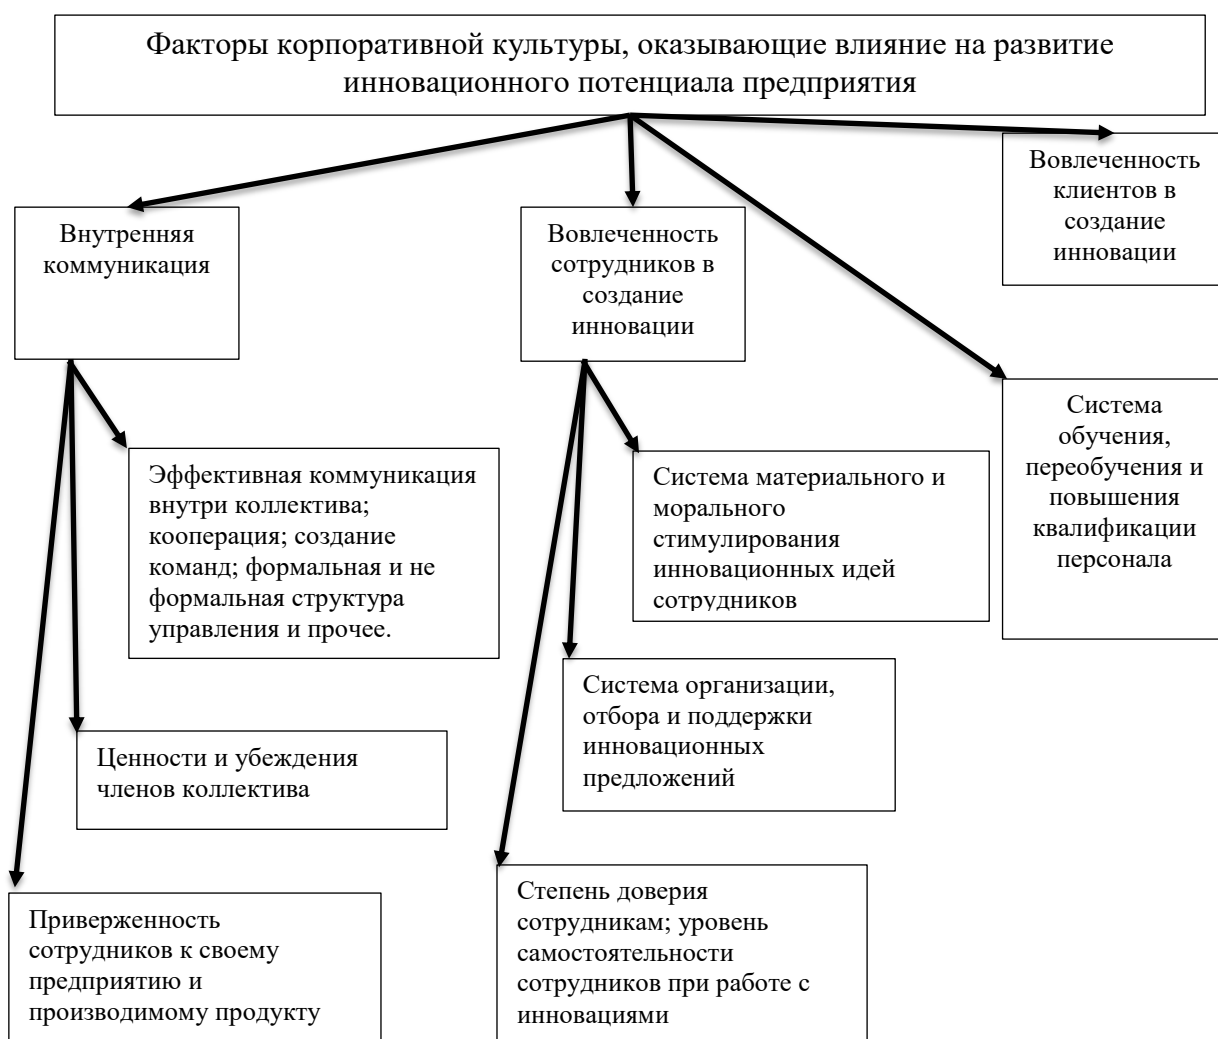 Факторы корпоративной культуры, оказывающие влияние на развитие
инновационного потенциала предприятия
Вовлеченность
клиентов в
создание
инновации
Внутренняя
коммуникация
Вовлеченность
сотрудников в
создание
инновации
Система
обучения,
переобучения и
повышения
квалификации
персонала
Эффективная коммуникация
внутри коллектива;
кооперация; создание
команд; формальная и не
формальная структура
управления и прочее.
Система материального и
морального
стимулирования
инновационных идей
сотрудников
Система организации,
отбора и поддержки
инновационных
предложений
Ценности и убеждения
членов коллектива
Приверженность
сотрудников к своему
предприятию и
производимому продукту
Степень доверия
сотрудникам; уровень
самостоятельности
сотрудников при работе с
инновациями